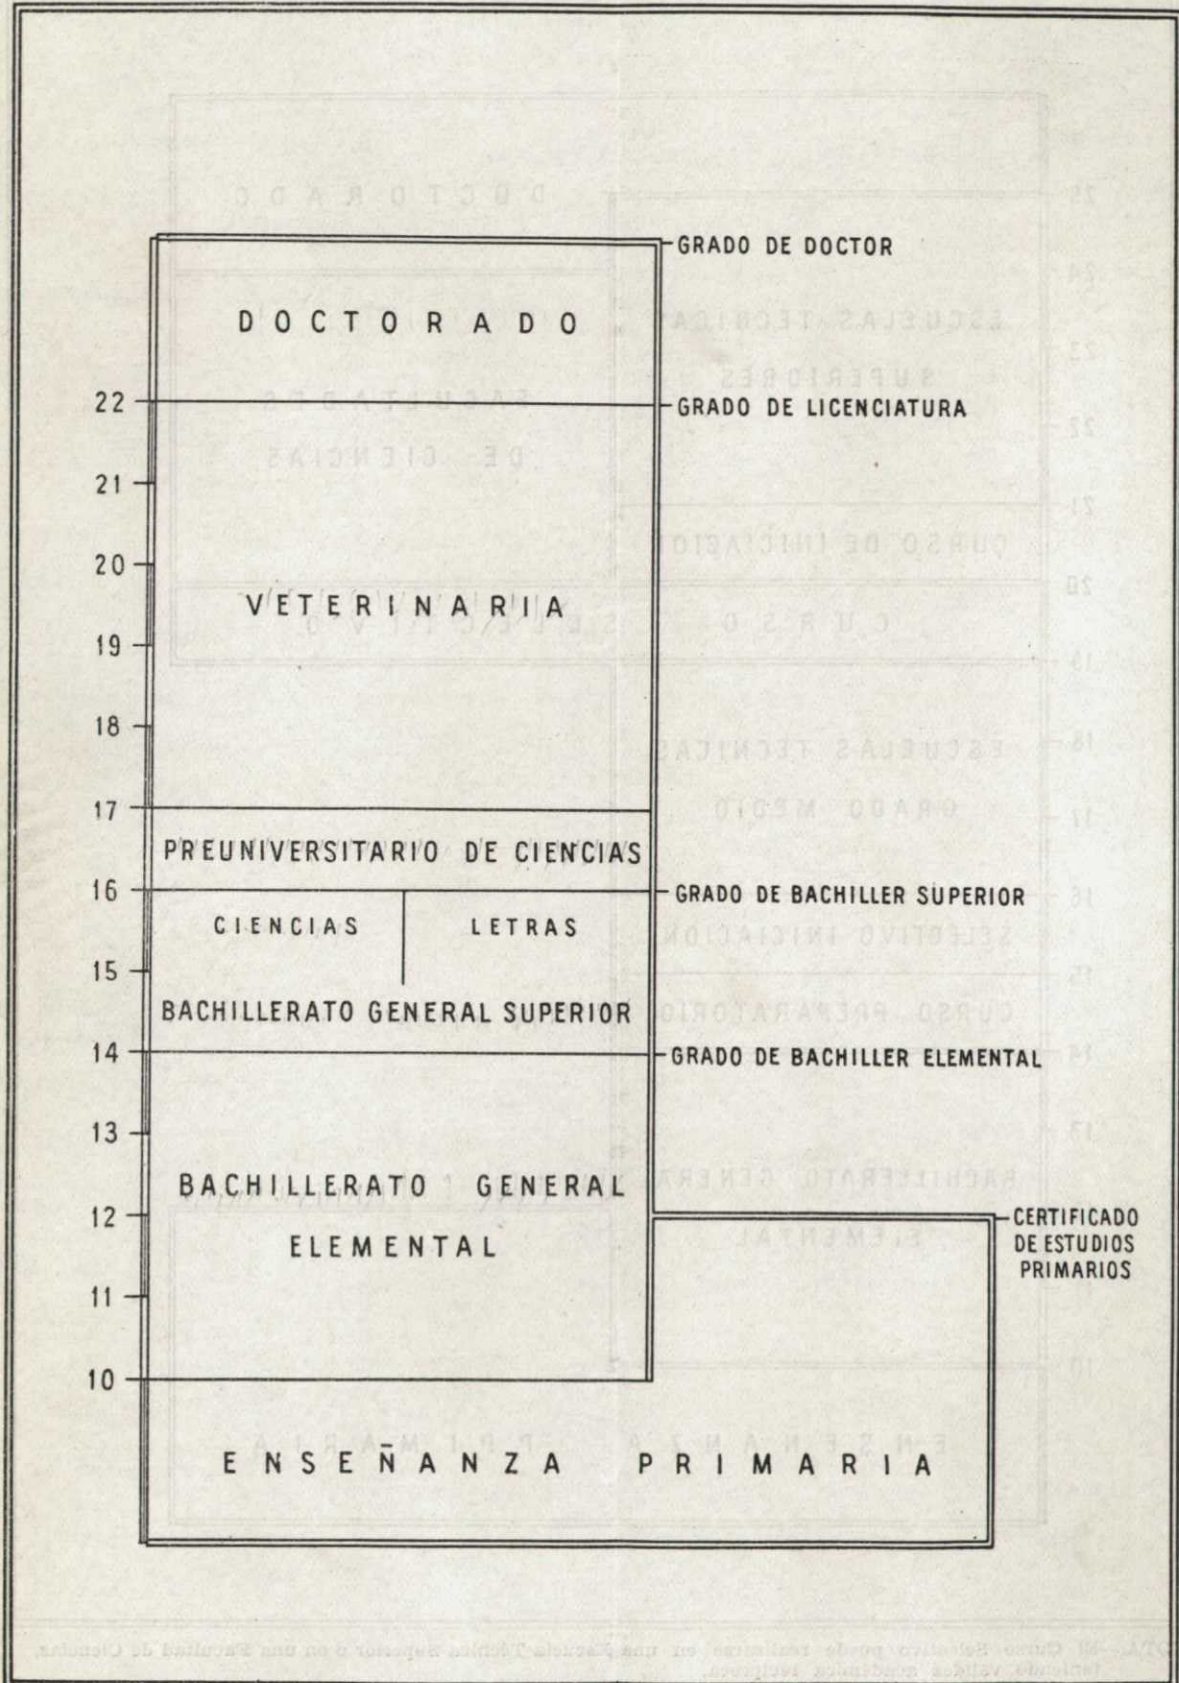 GRADO DE DOCTOR
DOCTORADO
22
GRADO DE LICENCIATURA
21
20
VETERINARIA
19
18
17
PREUNIVERSITARIO DE CIENCIAS
16
GRADO DE BACHILLER SUPERIOR
CIENCIAS
LETRAS
15
BACHILLERATO GENERAL SUPERIOR
14
GRADO DE BACHILLER ELEMENTAL
13
BACHILLERATO GENERAL
12
CERTIFICADO
DE ESTUDIOS
PRIMARIOS
ELEMENTAL
11
10
ENSEÑANZA PRIMARIA